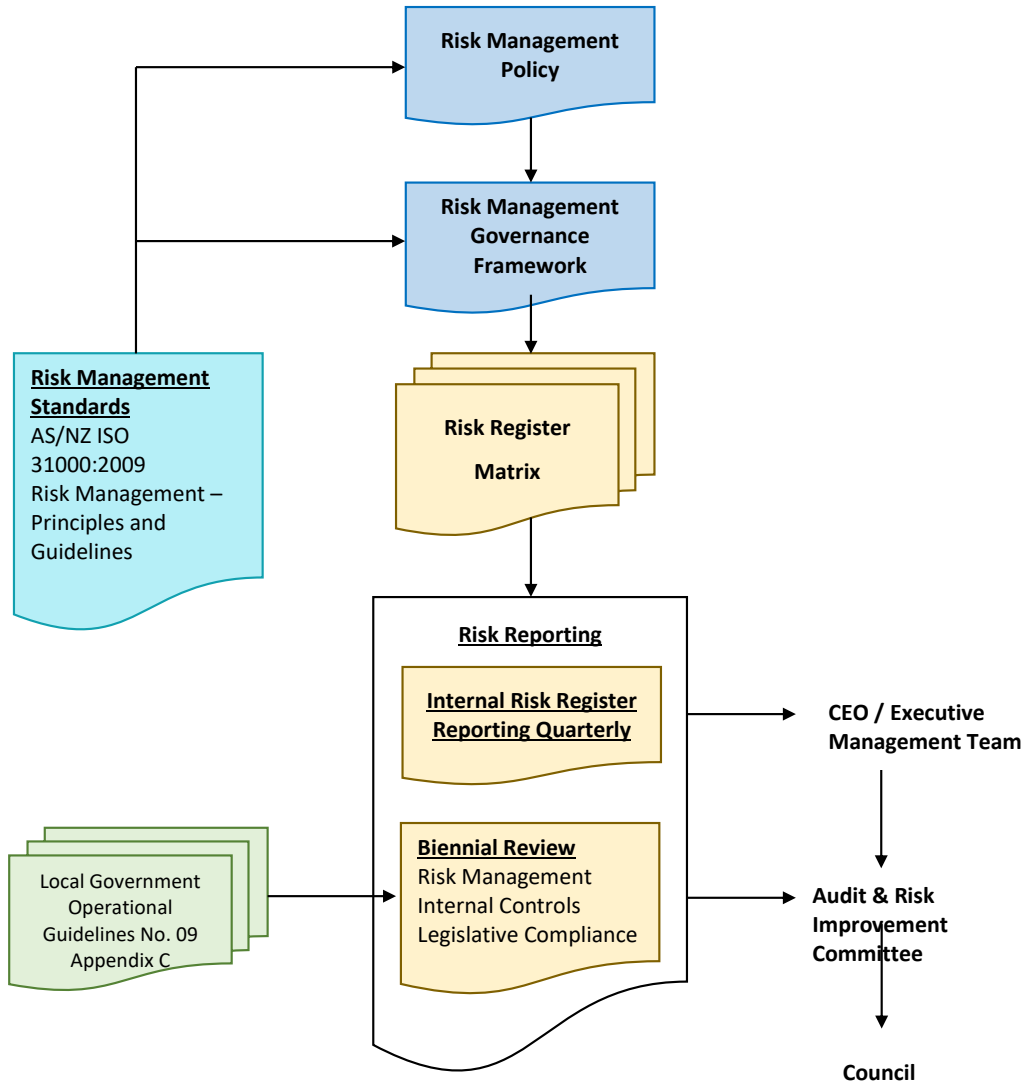 Risk Management
Policy
Risk Management
Governance
Framework
Risk Management
Standards
AS/NZ ISO
31000:2009
Risk Management –
Principles and
Guidelines
Risk Register
Matrix
Risk Reporting
Internal Risk Register
Reporting Quarterly
CEO / Executive
Management Team
Local Government
Operational
Guidelines No. 09
Appendix C
Biennial Review
Risk Management
Internal Controls
Legislative Compliance
Audit & Risk
Improvement
Committee
Council